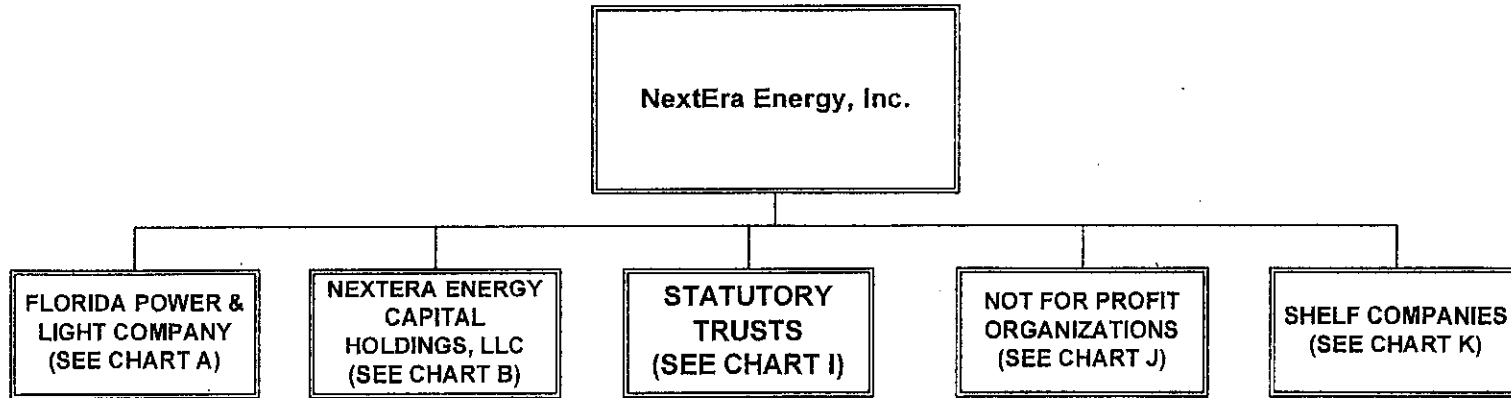 NextEra Energy, Inc.
FLORIDA POWER &
LIGHT COMPANY
(SEE CHART A)
NEXTERA ENERGY
CAPITAL
HOLDINGS, LLC
(SEE CHART B)
STATUTORY
TRUSTS
(SEE CHART I)
NOT FOR PROFIT
ORGANIZATIONS
(SEE CHART J)
SHELF COMPANIES
(SEE CHART K)